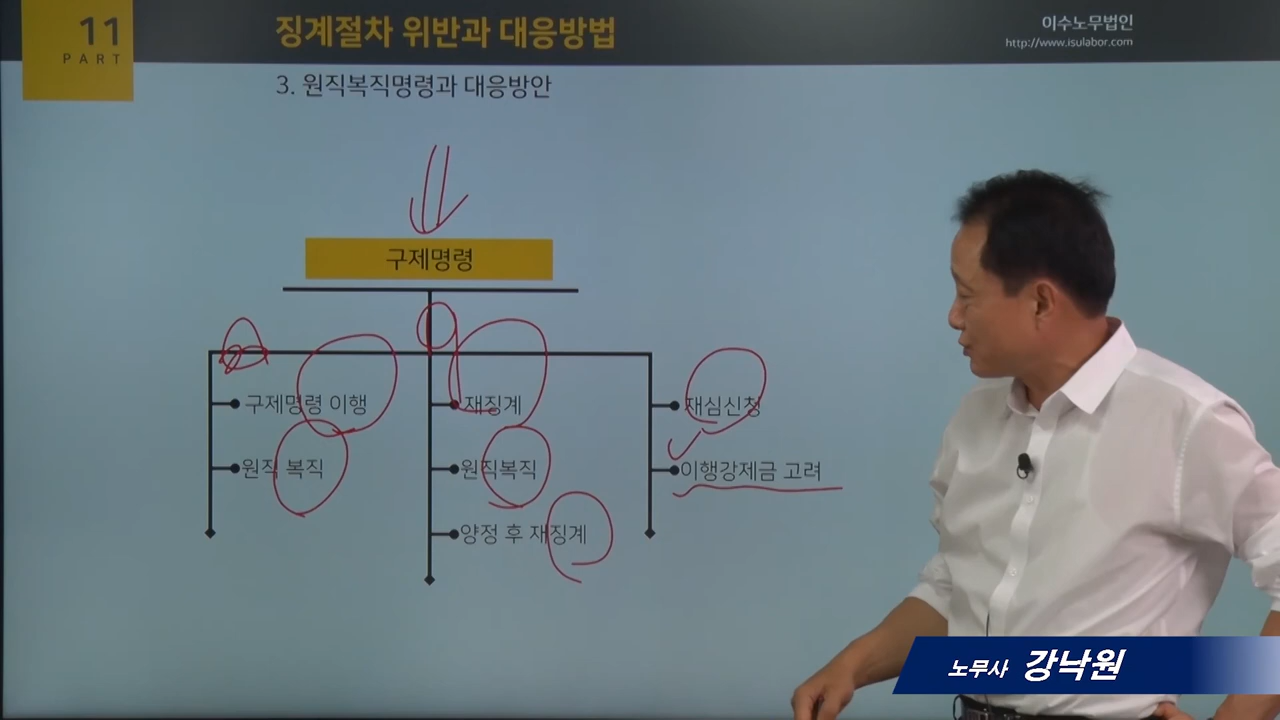 11
PART
징계절차 위반과 대응방법
이수노무법인
http://www.isulabor.com
3. 원직복직명령과 대응방안
구제명령
구제명령 이행
원직 복직
재징계
원직복직
양정 후 재징계
재심신청
이행강제금 고려
노무사 강낙원